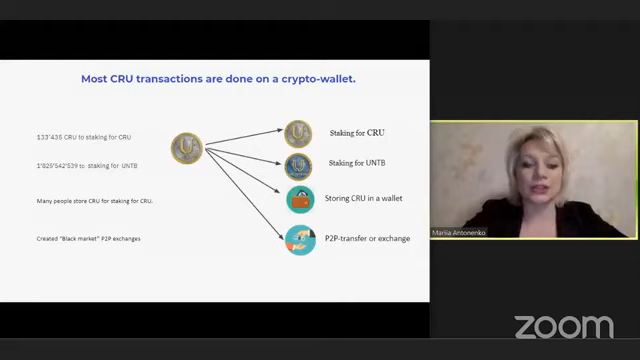 Most CRU transactions are done on a crypto-wallet.
133'435 CRU to staking for CRU
Staking for CRU
1'825'542'539 to staking for UNTB
Staking for UNTB
Many people store CRU for staking for CRU.
Storing CRU in a wallet
Created "Black market" P2P exchanges
P2P-transfer or exchange
Mariia Antonenko
zoom